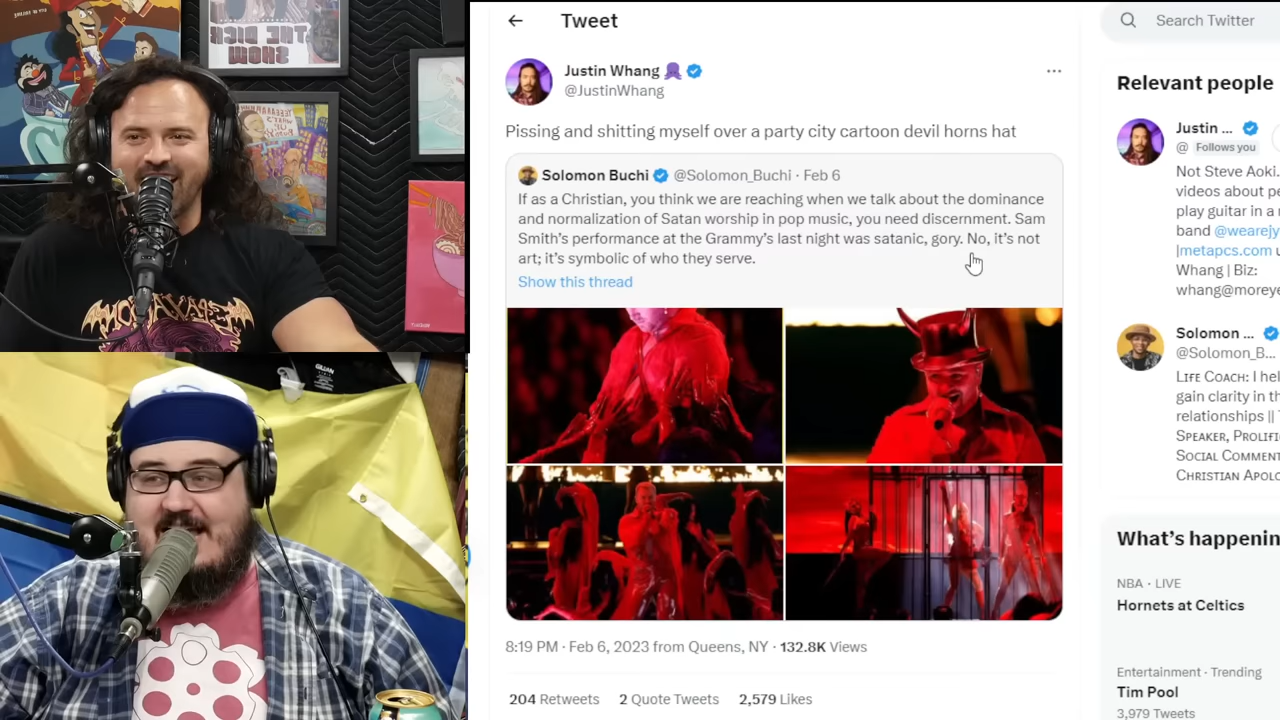 THE DICK
SHOW
GILLIAN
Tweet
Search Twitter
Justin Whang
@JustinWhang
Pissing and shitting myself over a party city cartoon devil horns hat
Solomon Buchi @Solomon_Buchi · Feb 6
If as a Christian, you think we are reaching when we talk about the dominance
and normalization of Satan worship in pop music, you need discernment. Sam
Smith’s performance at the Grammy’s last night was satanic, gory. No, it’s not
art; it’s symbolic of who they serve.
Show this thread
8:19 PM · Feb 6, 2023 from Queens, NY · 132.8K Views
204 Retweets 2 Quote Tweets 2,579 Likes
Relevant people
Justin ...
@ Follows you
Not Steve Aoki.
videos about pe
play guitar in a r
band @wearejy
|metapcs.com u
Whang | Biz:
whang@moreye
Solomon ...
@Solomon_B...
LIFE COACH: I hel
gain clarity in th
relationships ||
SPEAKER, PROLIFI
SOCIAL COMMENT
CHRISTIAN APOLO
What’s happenin
NBA · LIVE
Hornets at Celtics
Entertainment · Trending
Tim Pool
3,979 Tweets